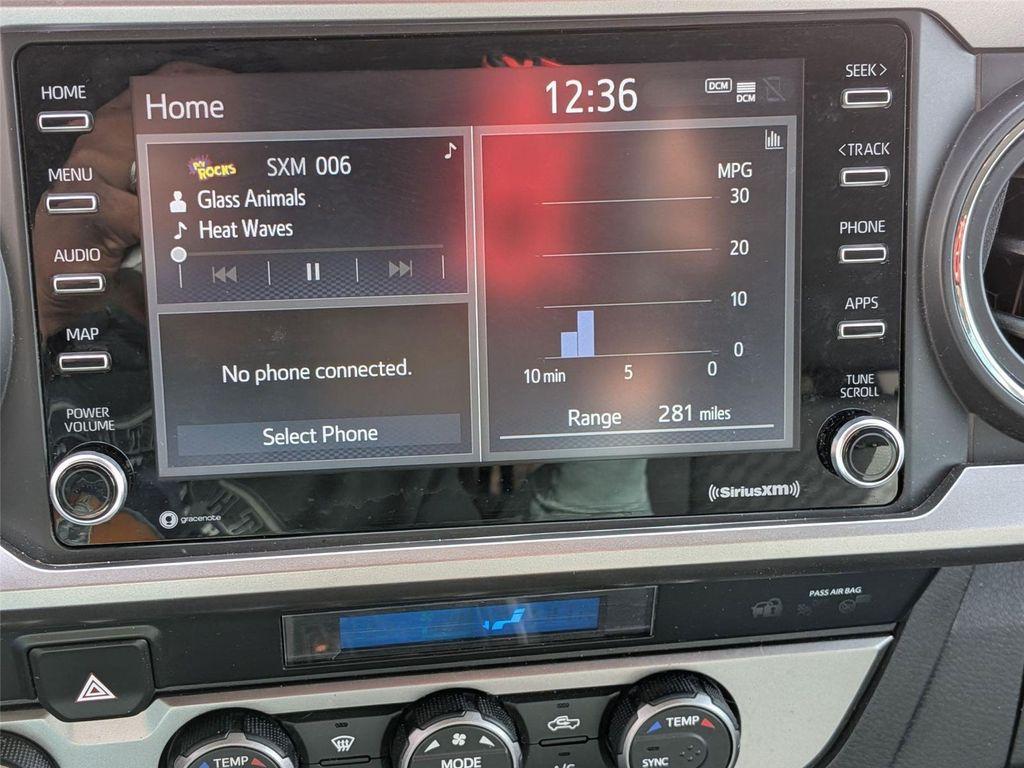 HOME
MENU
AUDIO
MAP
POWER
VOLUME
gracenote
Home
12:36
DCM
DCM
MY
ROCKS
SXM 006
Glass Animals
Heat Waves
No phone connected.
Select Phone
MPG
30
20
10
0
10 min 5 0
Range 281 miles
SEEK>
<TRACK
PHONE
APPS
TUNE
SCROLL
((SiriusXM))
PASS AIR BAG
TEMP
MODE
A/C
TEMP
SYNC